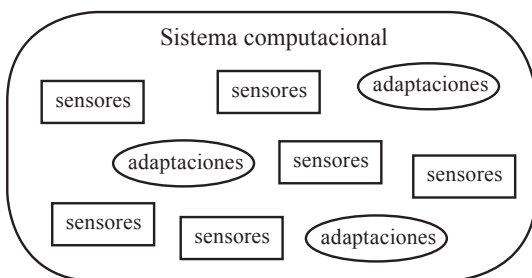 Sistema computacional
sensores
sensores
adaptaciones
adaptaciones
sensores
sensores
sensores
sensores
adaptaciones